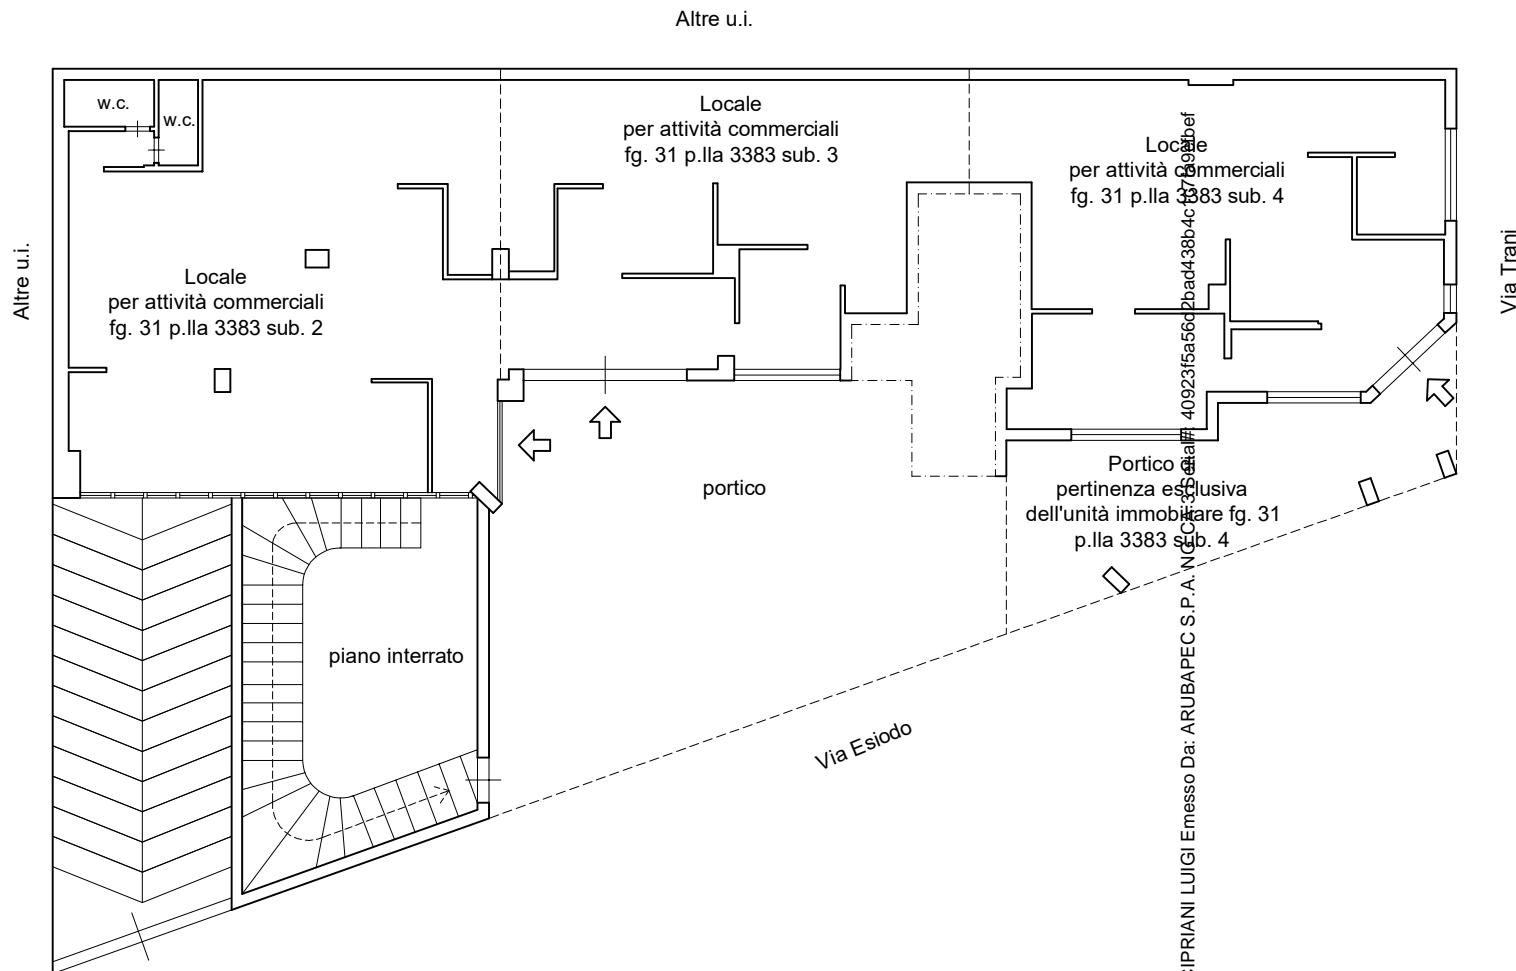 Altre u.i.
w.c.
w.c.
Locale
per attività commerciali
fg. 31 p.lla 3383 sub. 3
Locale
per attività commerciali
fg. 31 p.lla 3383 sub. 4
Altre u.i.
Via Trani
Locale
per attività commerciali
fg. 31 p.lla 3383 sub. 2
portico
Portico di
pertinenza esclusiva
dell'unità immobiliare fg. 31
p.lla 3383 sub. 4
piano interrato
Via Esiodo
CIPRIANI LUIGI Emesso Da: ARUBAPEC S.P.A. NG CA 3 Serial#: